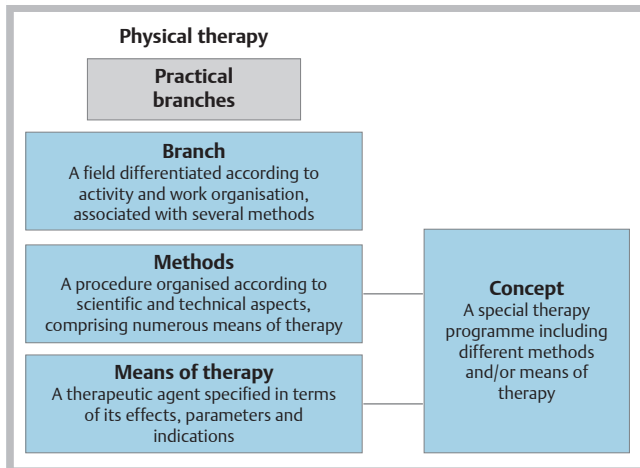 Physical therapy
Practical
branches
Branch
A field differentiated according to
activity and work organisation,
associated with several methods
Methods
A procedure organised according to
scientific and technical aspects,
comprising numerous means of therapy
Means of therapy
A therapeutic agent specified in terms
of its effects, parameters and
indications
Concept
A special therapy
programme including
different methods
and/or means of
therapy